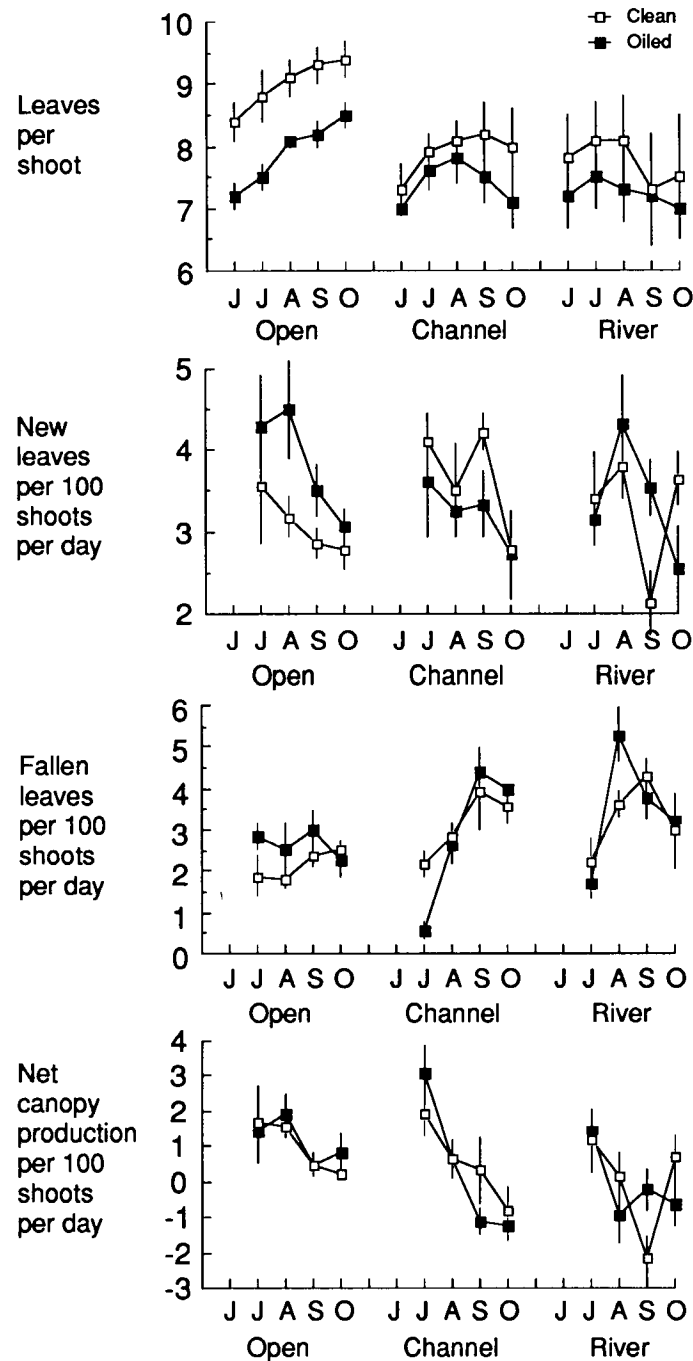 Clean
Oiled
Leaves
per
shoot
10
9
8
7
6
J J A S O J J A S O J J A S O
Open Channel River
New
leaves
per 100
shoots
per day
5
4
3
2
J J A S O J J A S O J J A S O
Open Channel River
Fallen
leaves
per 100
shoots
per day
6
5
4
3
2
1
0
J J A S O J J A S O J J A S O
Open Channel River
Net
canopy
production
per 100
shoots
per day
4
3
2
1
0
-1
-2
-3
J J A S O J J A S O J J A S O
Open Channel River